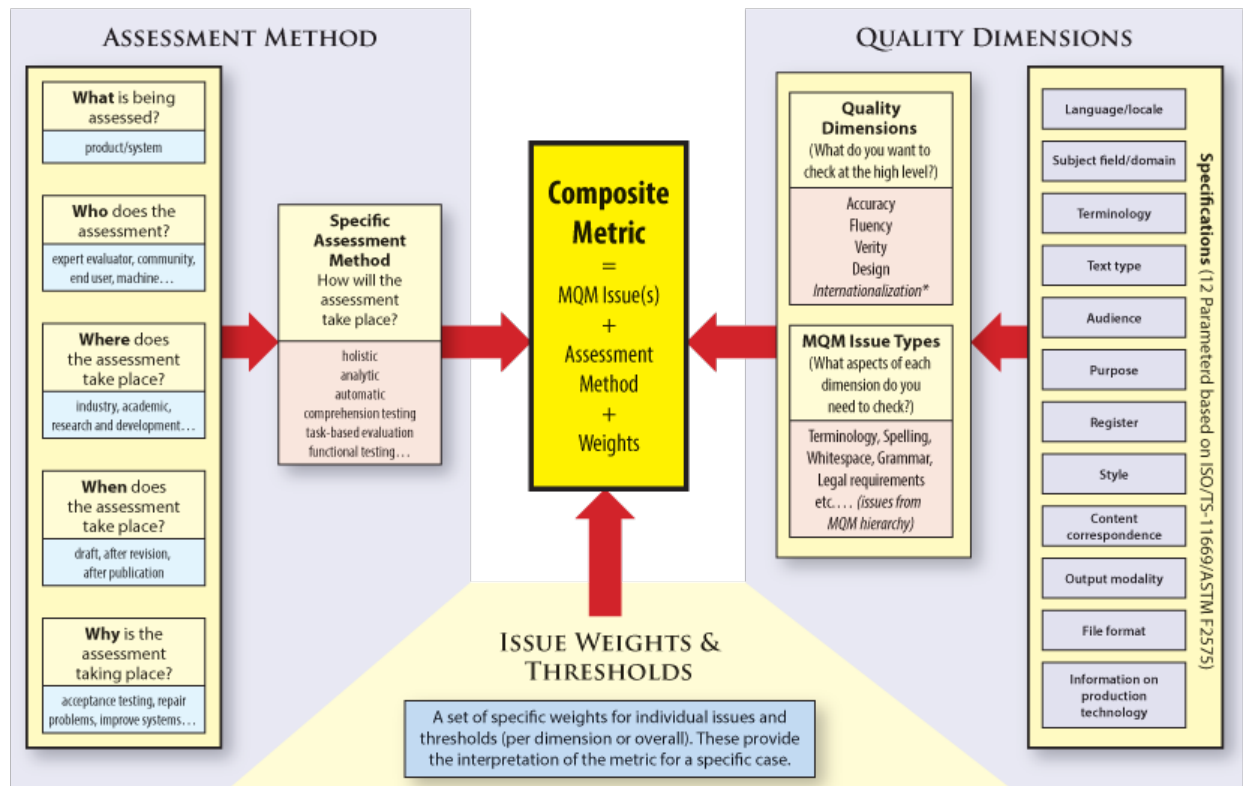 ASSESSMENT METHOD
What is being
assessed?
product/system
Who does the
assessment?
expert evaluator, community,
end user, machine…
Where does
the assessment
take place?
industry, academic,
research and development…
When does
the assessment
take place?
draft, after revision,
after publication
Why is the
assessment
taking place?
acceptance testing, repair
problems, improve systems…
Specific
Assessment
Method
How will the
assessment
take place?
holistic
analytic
automatic
comprehension testing
task-based evaluation
functional testing…
Composite
Metric
=
MQM Issue(s)
+
Assessment
Method
+
Weights
ISSUE WEIGHTS &
THRESHOLDS
A set of specific weights for individual issues and
thresholds (per dimension or overall). These provide
the interpretation of the metric for a specific case.
QUALITY DIMENSIONS
Quality
Dimensions
(What do you want to
check at the high level?)
Accuracy
Fluency
Verity
Design
Internationalization*
MQM Issue Types
(What aspects of each
dimension do you
need to check?)
Terminology, Spelling,
Whitespace, Grammar,
Legal requirements
etc.… (issues from
MQM hierarchy)
Language/locale
Subject field/domain
Terminology
Text type
Audience
Purpose
Register
Style
Content
correspondence
Output modality
File format
Information on
production
technology
Specifications (12 Parameterd based on ISO/TS-11669/ASTM F2575)